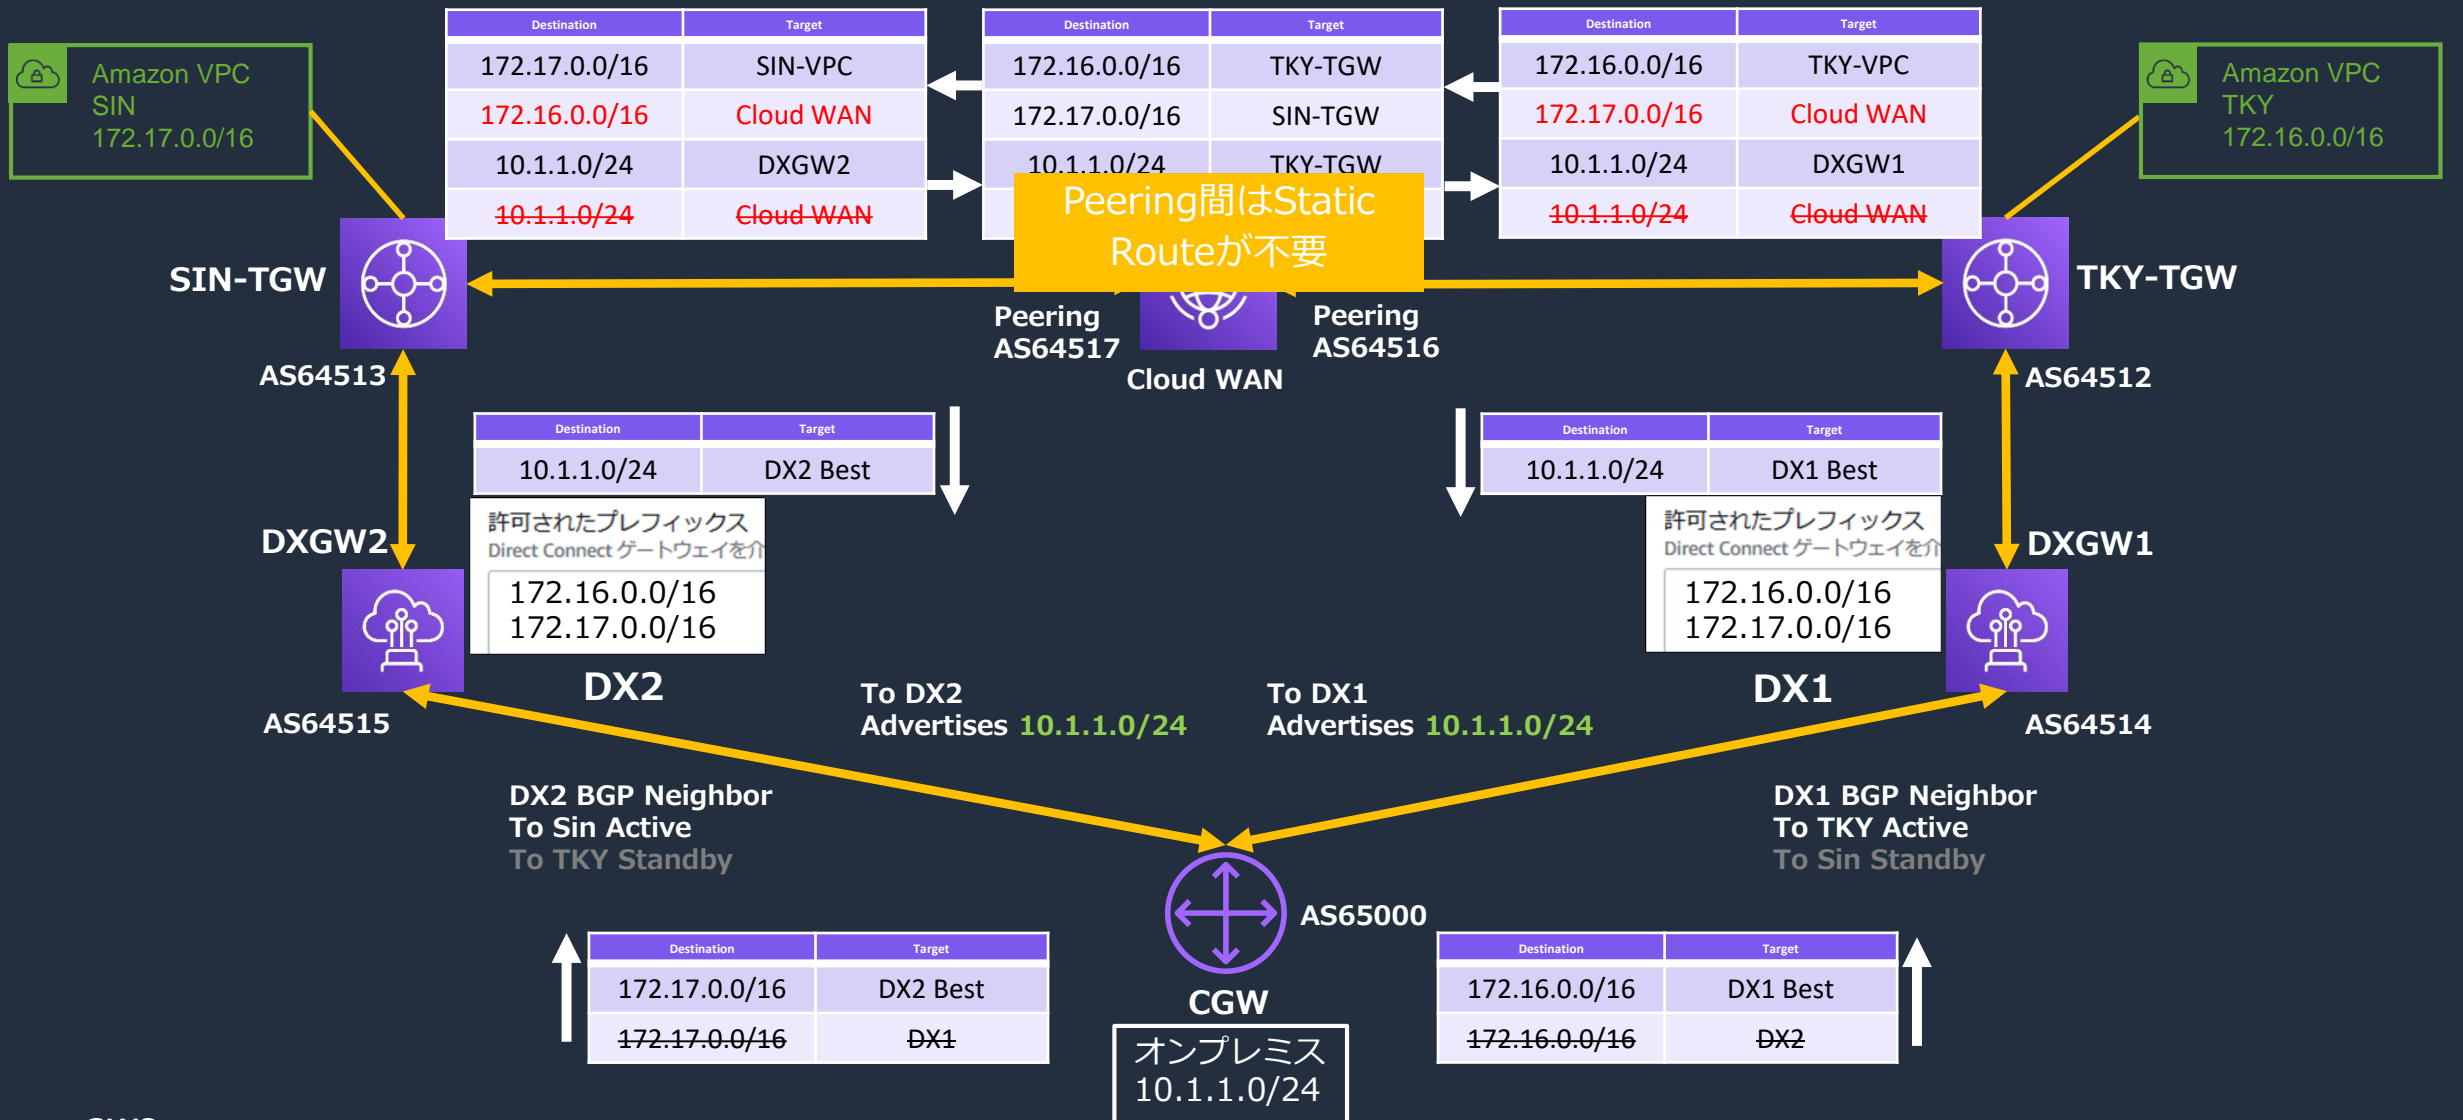 Amazon VPC
SIN
172.17.0.0/16
Destination Target
172.17.0.0/16 SIN-VPC
172.16.0.0/16 Cloud WAN
10.1.1.0/24 DXGW2
10.1.1.0/24 Cloud WAN
Destination Target
172.16.0.0/16 TKY-TGW
172.17.0.0/16 SIN-TGW
10.1.1.0/24 TKY-TGW
Peering間はStatic
Routeが不要
Destination Target
172.16.0.0/16 TKY-VPC
172.17.0.0/16 Cloud WAN
10.1.1.0/24 DXGW1
10.1.1.0/24 Cloud WAN
Amazon VPC
TKY
172.16.0.0/16
SIN-TGW
AS64513
Peering
AS64517
Cloud WAN
Peering
AS64516
TKY-TGW
AS64512
Destination Target
10.1.1.0/24 DX2 Best
許可されたプレフィックス
Direct Connect ゲートウェイを介
172.16.0.0/16
172.17.0.0/16
DXGW2
AS64515
DX2
Destination Target
10.1.1.0/24 DX1 Best
許可されたプレフィックス
Direct Connect ゲートウェイを介
172.16.0.0/16
172.17.0.0/16
DXGW1
AS64514
DX1
To DX2
Advertises 10.1.1.0/24
To DX1
Advertises 10.1.1.0/24
DX2 BGP Neighbor
To Sin Active
To TKY Standby
DX1 BGP Neighbor
To TKY Active
To Sin Standby
AS65000
CGW
オンプレミス
10.1.1.0/24
Destination Target
172.17.0.0/16 DX2 Best
172.17.0.0/16 DX1
Destination Target
172.16.0.0/16 DX1 Best
172.16.0.0/16 DX2